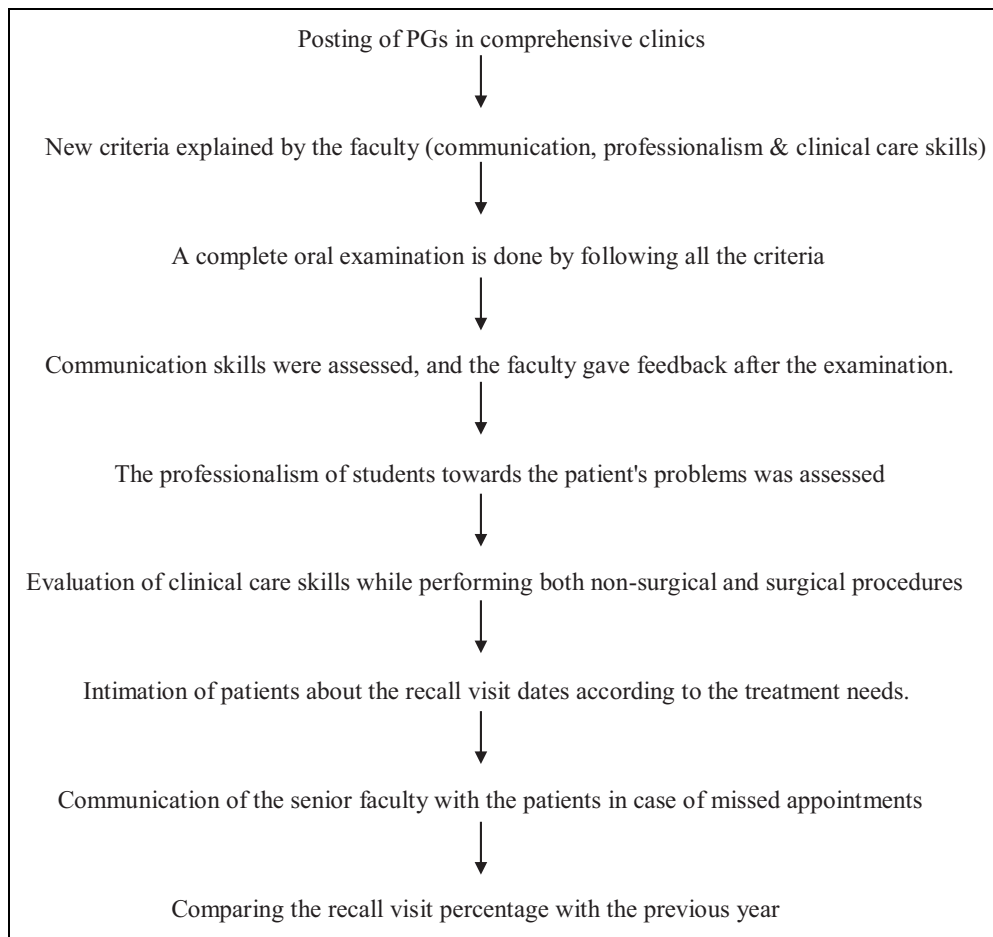 Posting of PGs in comprehensive clinics
New criteria explained by the faculty (communication, professionalism & clinical care skills)
A complete oral examination is done by following all the criteria
Communication skills were assessed, and the faculty gave feedback after the examination.
The professionalism of students towards the patient's problems was assessed
Evaluation of clinical care skills while performing both non-surgical and surgical procedures
Intimation of patients about the recall visit dates according to the treatment needs.
Communication of the senior faculty with the patients in case of missed appointments
Comparing the recall visit percentage with the previous year